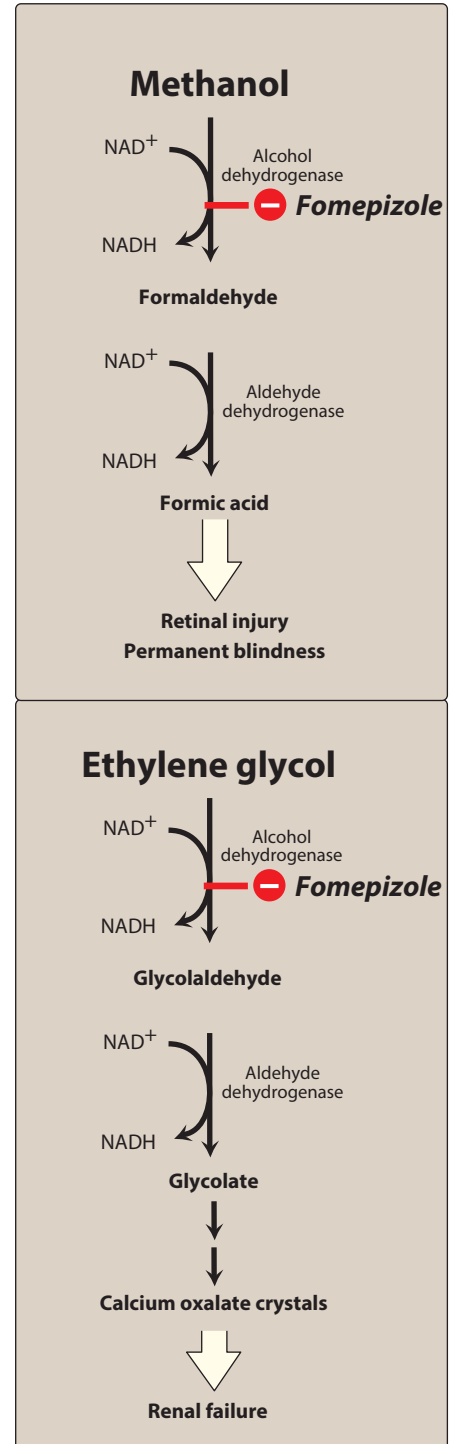 Methanol
NAD+
Alcohol
dehydrogenase
Fomepizole
NADH
Formaldehyde
NAD+
Aldehyde
dehydrogenase
NADH
Formic acid
Retinal injury
Permanent blindness
Ethylene glycol
NAD+
Alcohol
dehydrogenase
Fomepizole
NADH
Glycolaldehyde
NAD+
Aldehyde
dehydrogenase
NADH
Glycolate
Calcium oxalate crystals
Renal failure